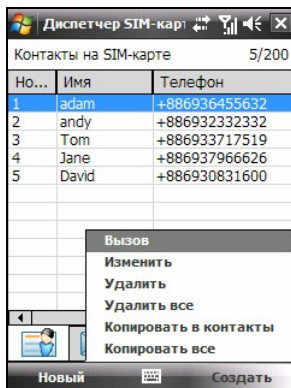 Диспетчер SIM-карт
Контакты на SIM-карте 5/200
Но... Имя Телефон
1 adam +886936455632
2 andy +886932332332
3 Tom +886933717519
4 Jane +886937966626
5 David +886930831600
Вызов
Изменить
Удалить
Удалить все
Копировать в контакты
Копировать все
Новый Создать